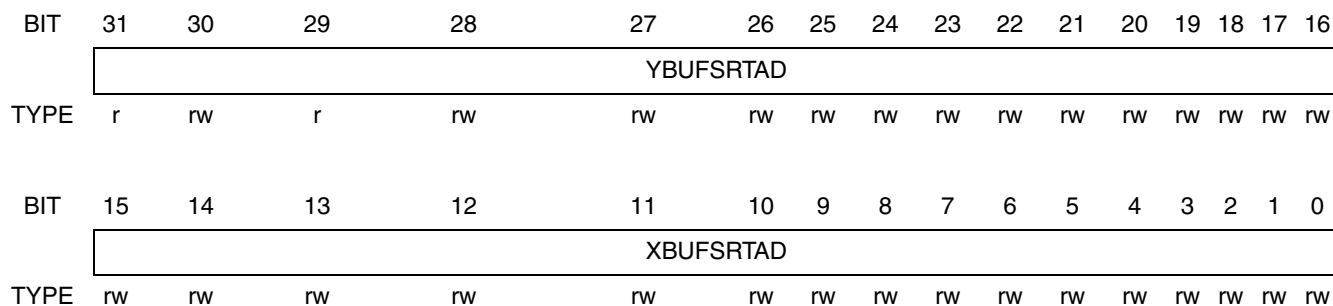 BIT 31 30 29 28 27 26 25 24 23 22 21 20 19 18 17 16
YBUFSRTAD
TYPE r rw r rw rw rw rw rw rw rw rw rw rw rw rw rw
BIT 15 14 13 12 11 10 9 8 7 6 5 4 3 2 1 0
XBUFSRTAD
TYPE rw rw rw rw rw rw rw rw rw rw rw rw rw rw rw rw